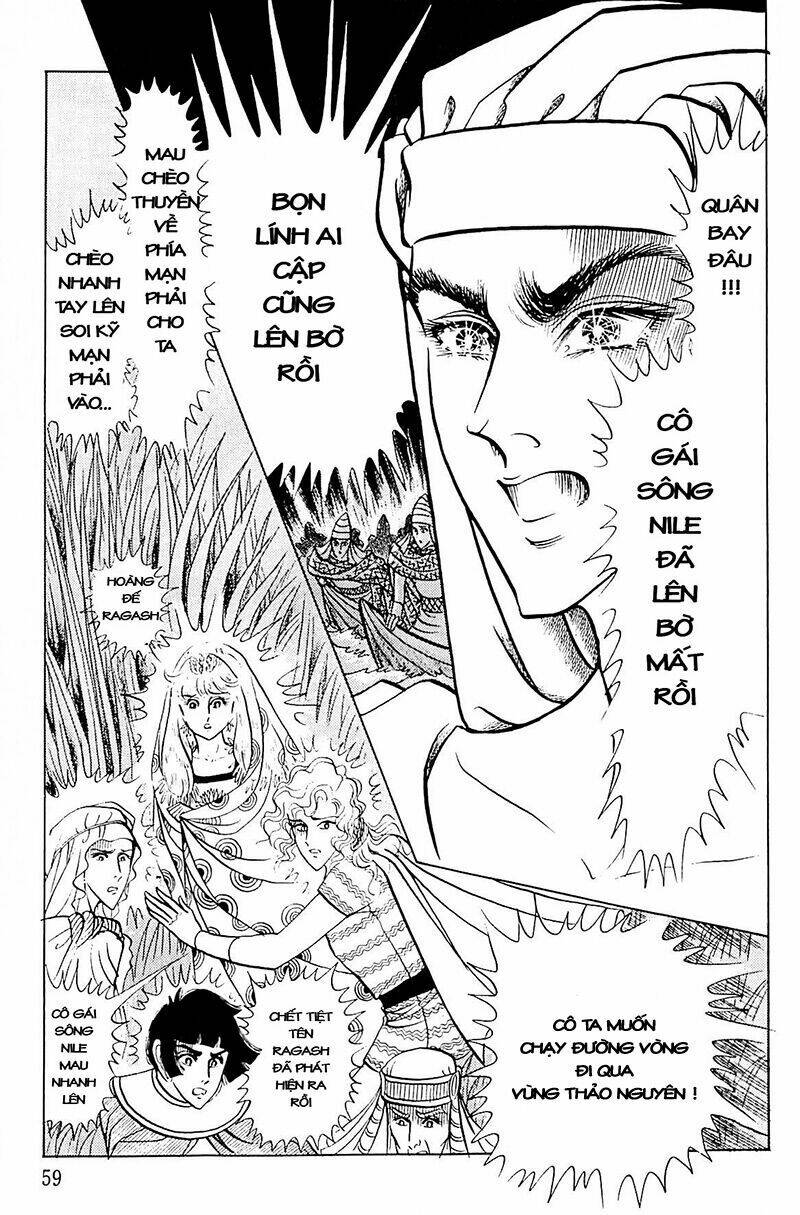 QUÂN
BAY
ĐÂU
!!!
CÔ
GÁI
SÔNG
NILE
ĐÃ
LÊN
BỜ
MẤT
RỒI
BỌN
LÍNH AI
CẬP
CŨNG
LÊN BỜ
RỒI
MAU
CHÈO
THUYỀN
VỀ
PHÍA
MẠN
PHẢI
CHO
TA
CHÈO
NHANH
TAY LÊN
SOI KỸ
MẠN
PHẢI
VÀO...
HOÀNG
ĐẾ
RAGASH
CÔ TA MUỐN
CHẠY ĐƯỜNG VÒNG
ĐI QUA
VÙNG THẢO NGUYÊN !
CHẾT TIỆT
TÊN
RAGASH
ĐÃ PHÁT
HIỆN RA
RỒI
CÔ GÁI
SÔNG
NILE
MAU
NHANH
LÊN
59